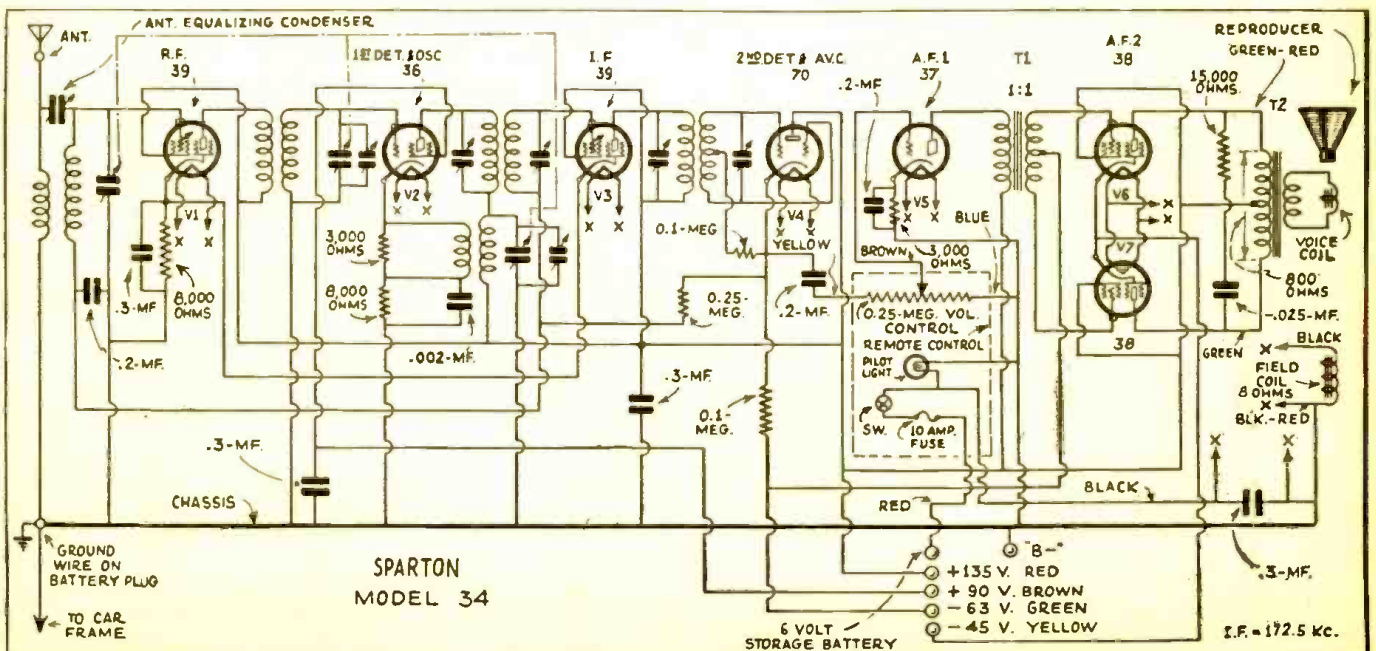 ANT. EQUALIZING CONDENSER
REPRODUCER
ANT.
R.F.
39
1ST DET. & OSC
36
I.F
39
2ND DET & A.V.C.
70
A.F.1
37
T1
1:1
A.F.2
38
GREEN-RED
15,000
OHMS.
T2
.2-MF
V1
V2
V3
V4
V5
V6
V7
X X
X X
X X
X X
X X
X
X
YELLOW
BLUE
BROWN
3,000
OHMS
0.1-MEG
3,000
OHMS
8,000
OHMS
.3-MF.
8,000
OHMS
.2-MF.
.002-MF.
0.25-
MEG.
.2-MF.
0.25-MEG. VOL.
CONTROL
REMOTE CONTROL
PILOT
LIGHT
SW.
10 AMP.
FUSE
38
VOICE
COIL
800
OHMS
.025-MF.
GREEN
BLACK
X
FIELD
COIL
8 OHMS
X
BLK.-RED
.3-MF.
0.1-
MEG.
.3-MF.
X
X
CHASSIS
RED
BLACK
GROUND
WIRE ON
BATTERY PLUG
TO CAR
FRAME
SPARTON
MODEL 34
"B-"
+135 V. RED
+ 90 V. BROWN
- 63 V. GREEN
- 45 V. YELLOW
6 VOLT
STORAGE BATTERY
.3-MF.
I.F. = 172.5 KC.